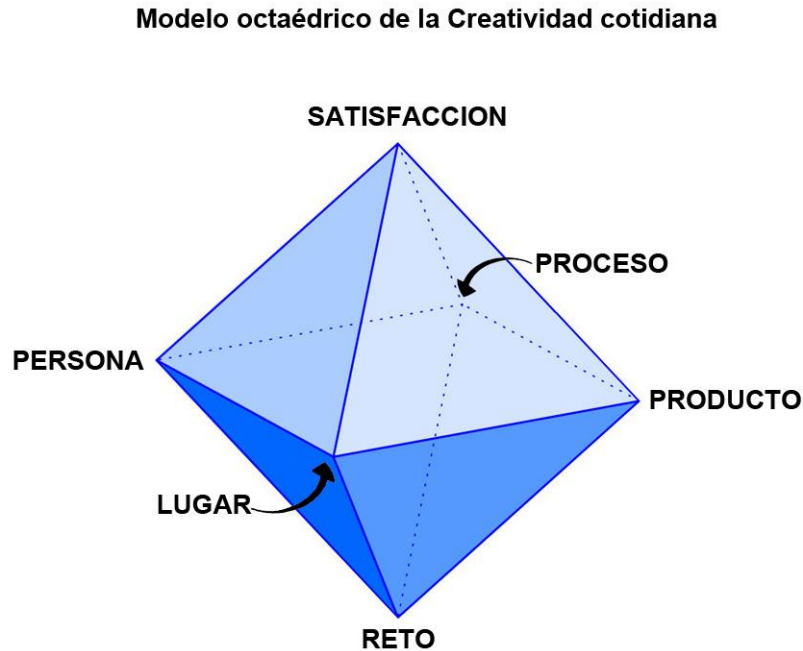 Modelo octaédrico de la Creatividad cotidiana
SATISFACCION
PROCESO
PERSONA
PRODUCTO
LUGAR
RETO